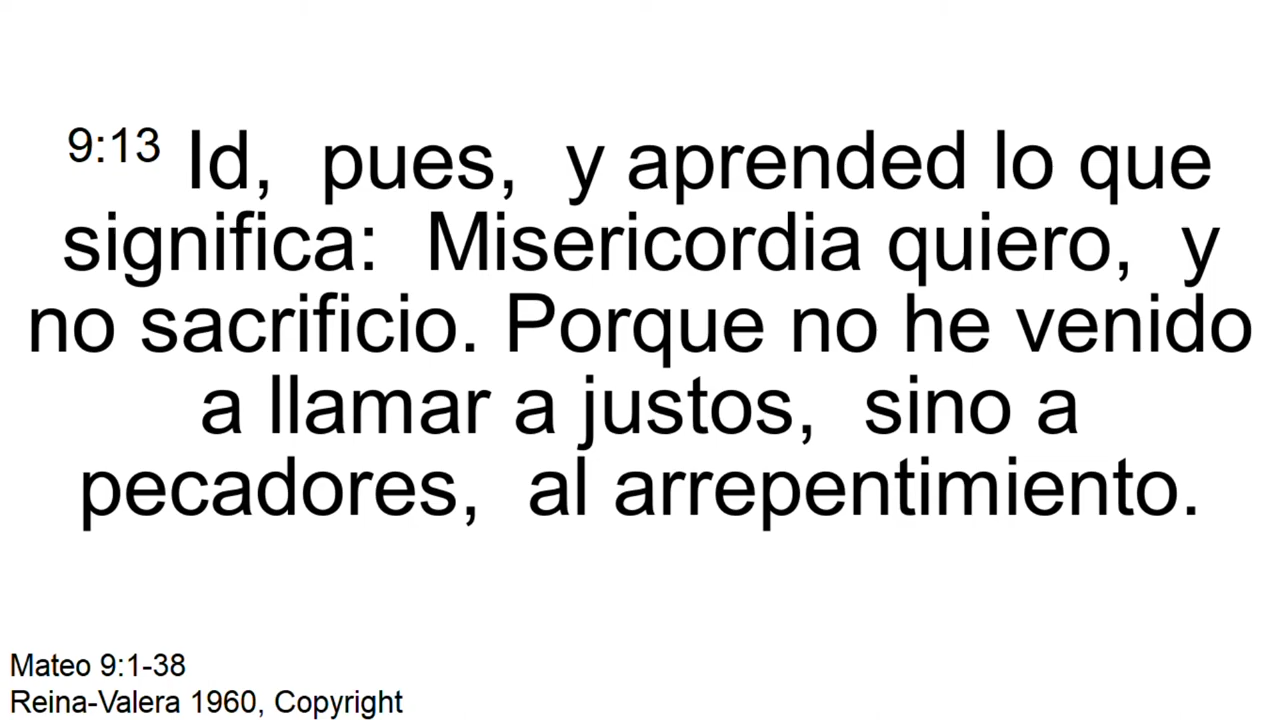 9:13 Id, pues, y aprended lo que
significa: Misericordia quiero, y
no sacrificio. Porque no he venido
a llamar a justos, sino a
pecadores, al arrepentimiento.
Mateo 9:1-38
Reina-Valera 1960, Copyright